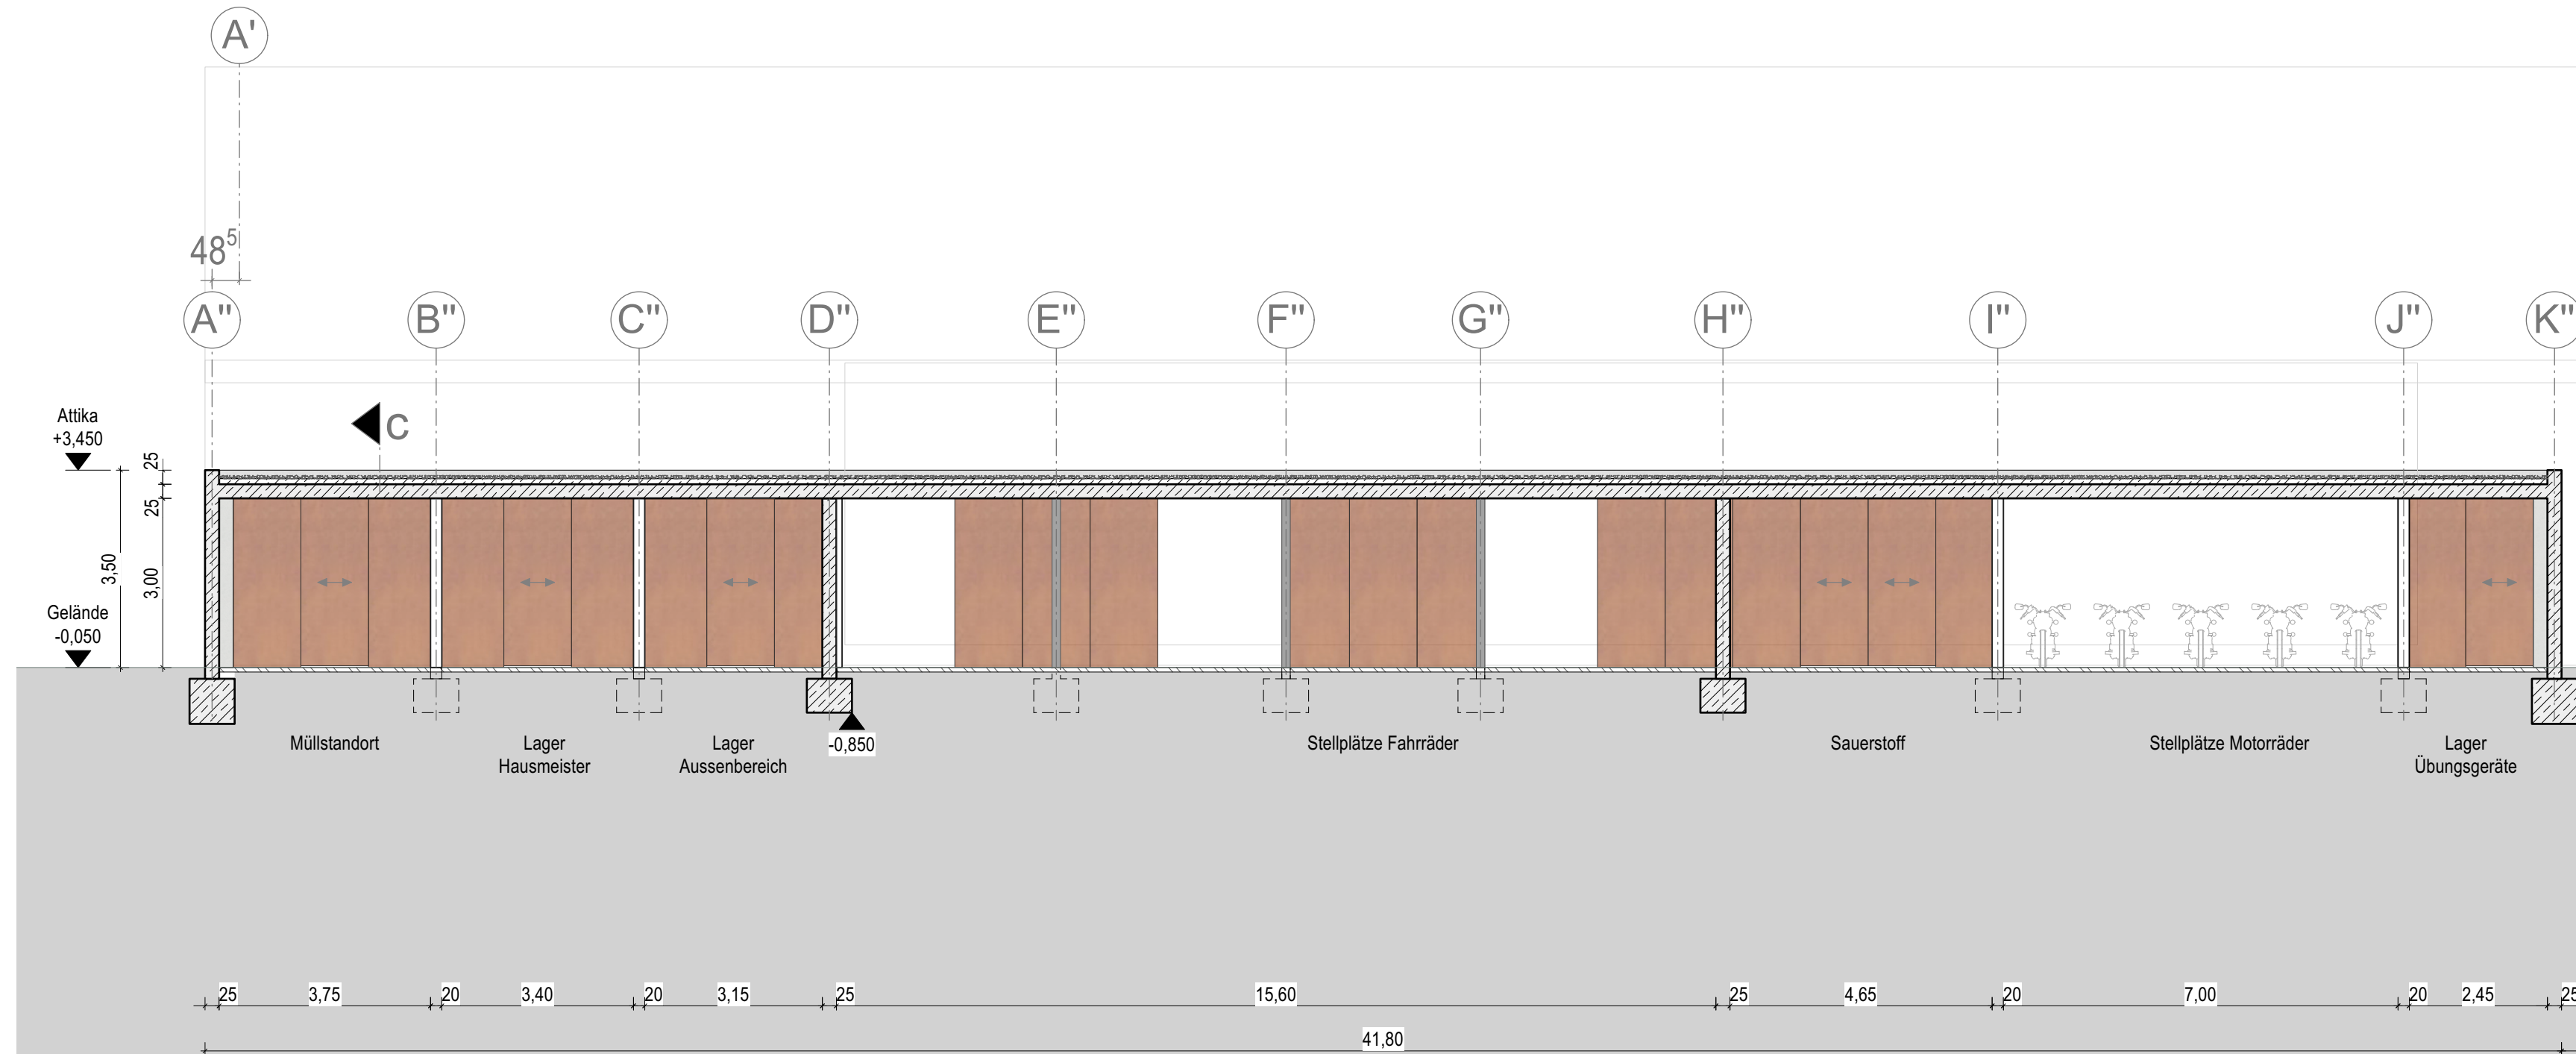 A'
48⁵
A" B" C" D" E" F" G" H" I" J" K"
c
Attika
+3,450
25
25
3,50
3,00
Gelände
-0,050
-0,850
Müllstandort
Lager
Hausmeister
Lager
Aussenbereich
Stellplätze Fahrräder
Sauerstoff
Stellplätze Motorräder
Lager
Übungsgeräte
25 3,75 20 3,40 20 3,15 25 15,60 25 4,65 20 7,00 20 2,45 25
41,80